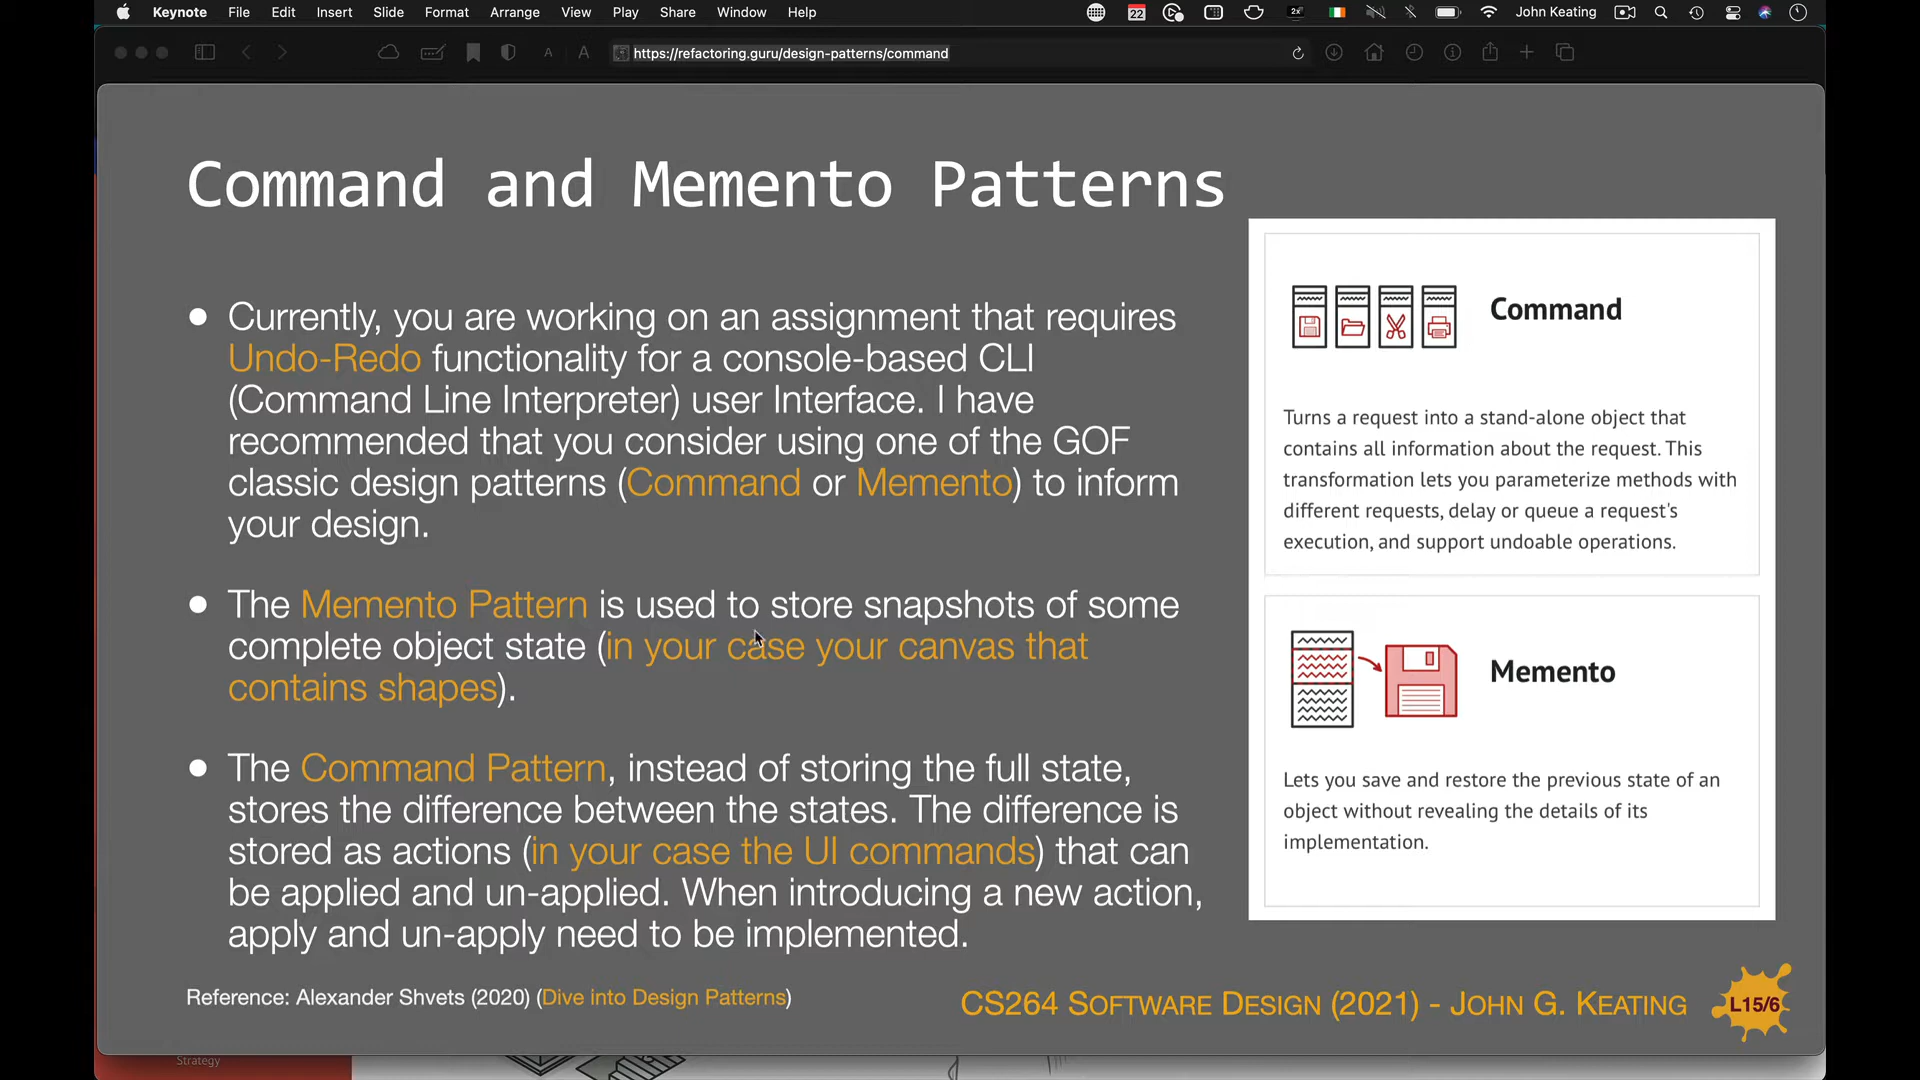 Keynote File Edit Insert Slide Format Arrange View Play Share Window Help 22 2x John Keating
A A https://refactoring.guru/design-patterns/command
Command and Memento Patterns
• Currently, you are working on an assignment that requires
Undo-Redo functionality for a console-based CLI
(Command Line Interpreter) user Interface. I have
recommended that you consider using one of the GOF
classic design patterns (Command or Memento) to inform
your design.
• The Memento Pattern is used to store snapshots of some
complete object state (in your case your canvas that
contains shapes).
• The Command Pattern, instead of storing the full state,
stores the difference between the states. The difference is
stored as actions (in your case the UI commands) that can
be applied and un-applied. When introducing a new action,
apply and un-apply need to be implemented.
Command
Turns a request into a stand-alone object that
contains all information about the request. This
transformation lets you parameterize methods with
different requests, delay or queue a request's
execution, and support undoable operations.
Memento
Lets you save and restore the previous state of an
object without revealing the details of its
implementation.
Reference: Alexander Shvets (2020) (Dive into Design Patterns)
CS264 Software Design (2021) - John G. Keating
L15/6
Strategy